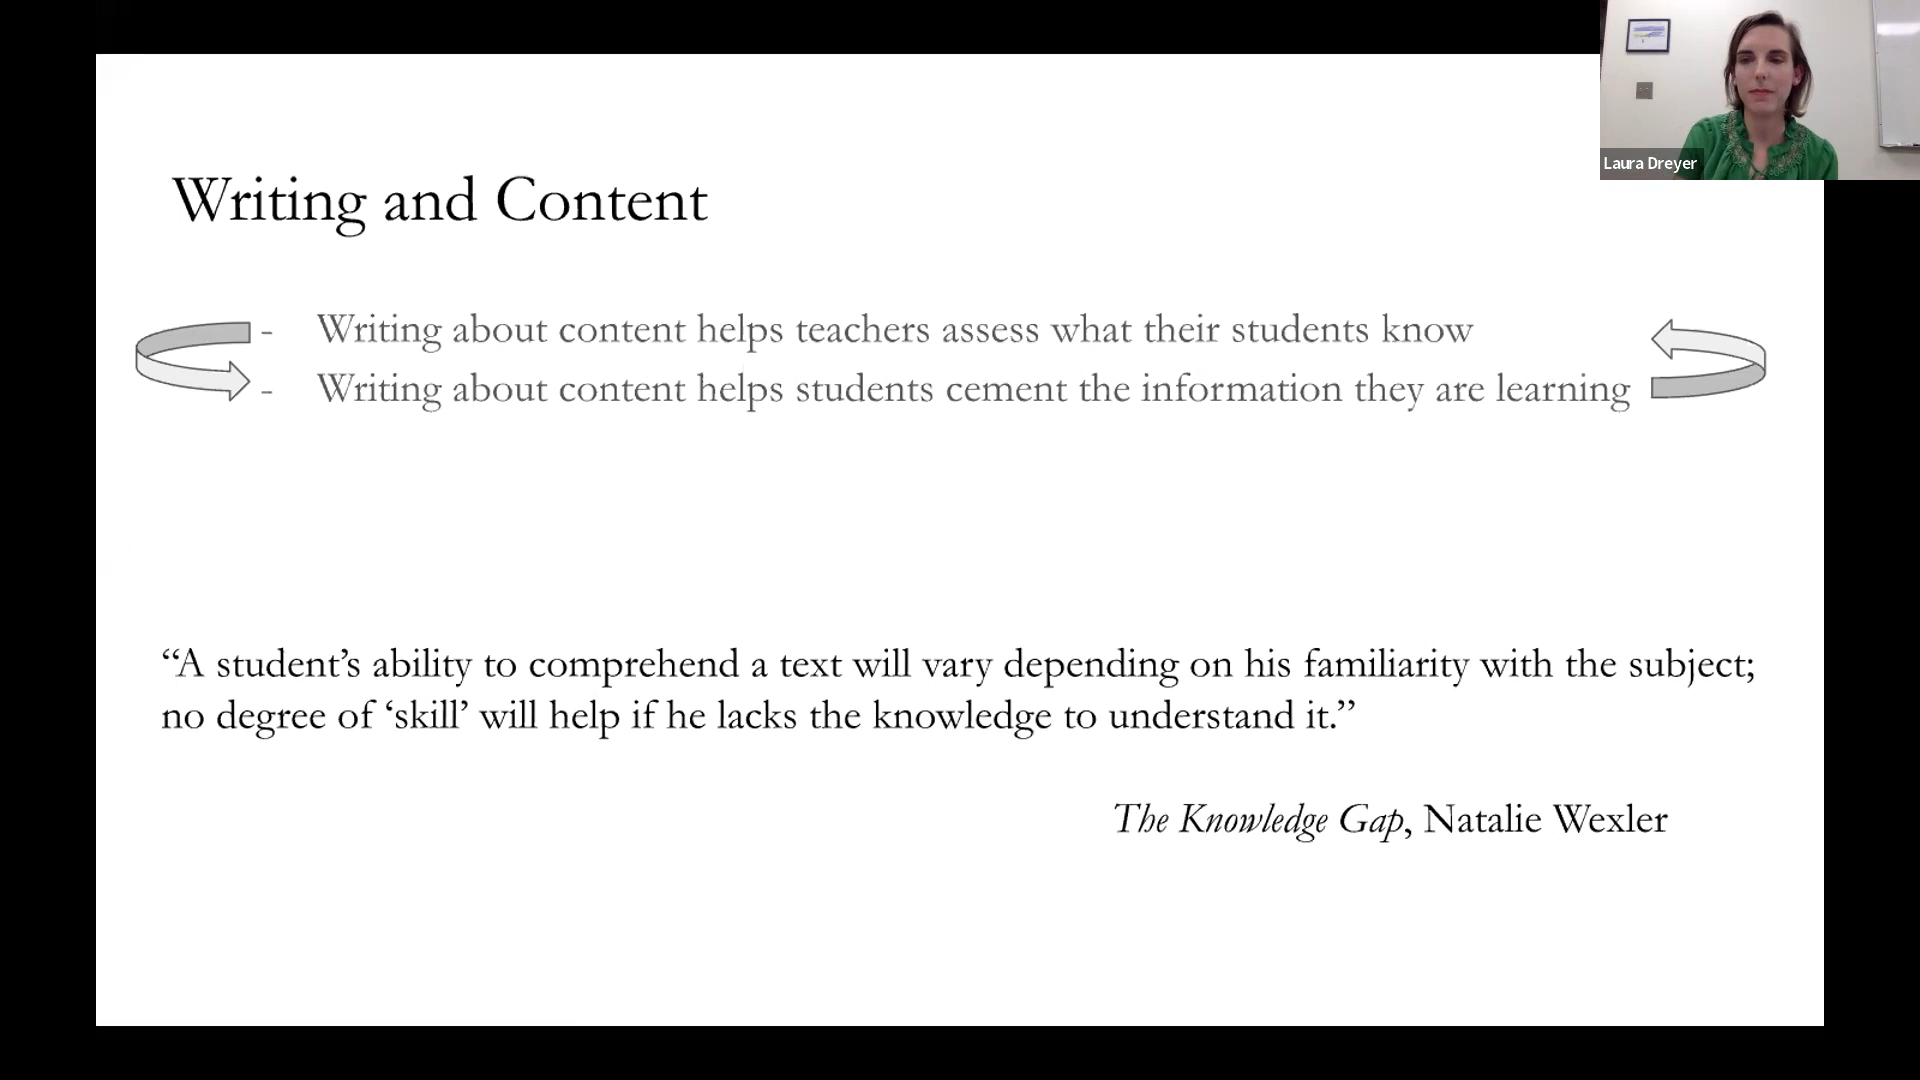 Writing and Content
- Writing about content helps teachers assess what their students know
- Writing about content helps students cement the information they are learning
“A student’s ability to comprehend a text will vary depending on his familiarity with the subject;
no degree of ‘skill’ will help if he lacks the knowledge to understand it.”
The Knowledge Gap, Natalie Wexler
Laura Dreyer